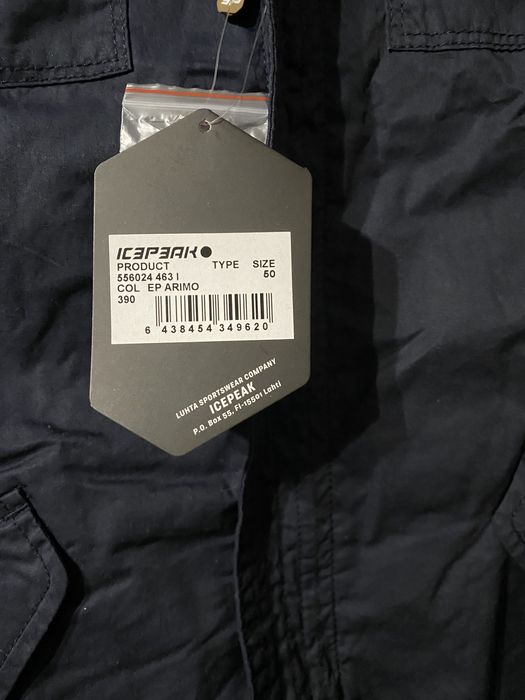 ICEPEAK
PRODUCT TYPE SIZE
556024 463 I 50
COL EP ARIMO
390
6 438454 349620
LUHTA SPORTSWEAR COMPANY
ICEPEAK
P.O. Box 55, FI-15501 Lahti